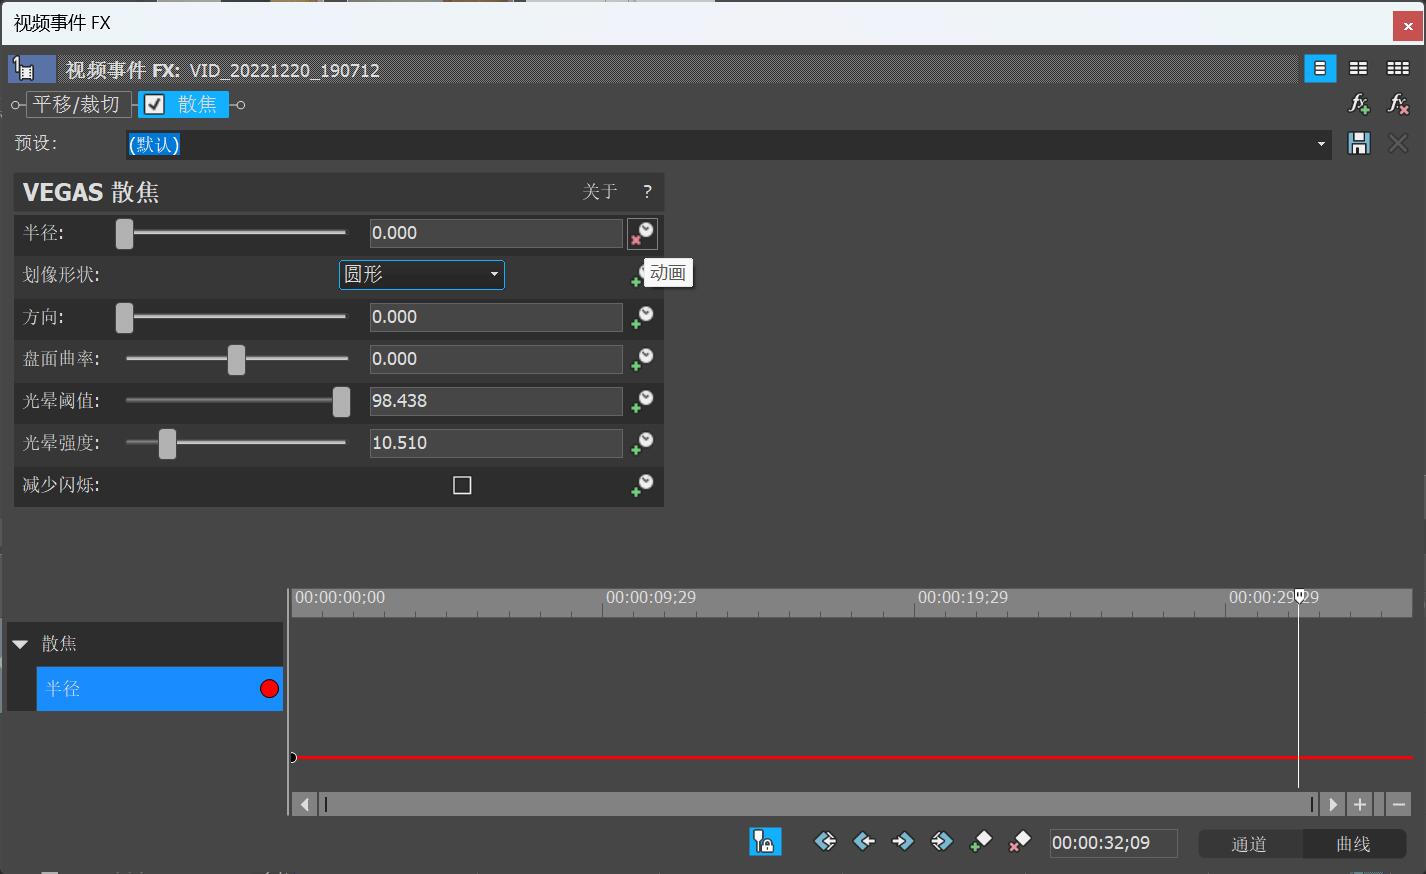 视频事件 FX
视频事件 FX: VID_20221220_190712
平移/裁切 散焦
预设: (默认)
VEGAS 散焦 关于 ?
半径: 0.000
划像形状: 圆形 动画
方向: 0.000
盘面曲率: 0.000
光晕阈值: 98.438
光晕强度: 10.510
减少闪烁:
00:00:00;00 00:00:09;29 00:00:19;29 00:00:29;29
散焦
半径
00:00:32;09 通道 曲线